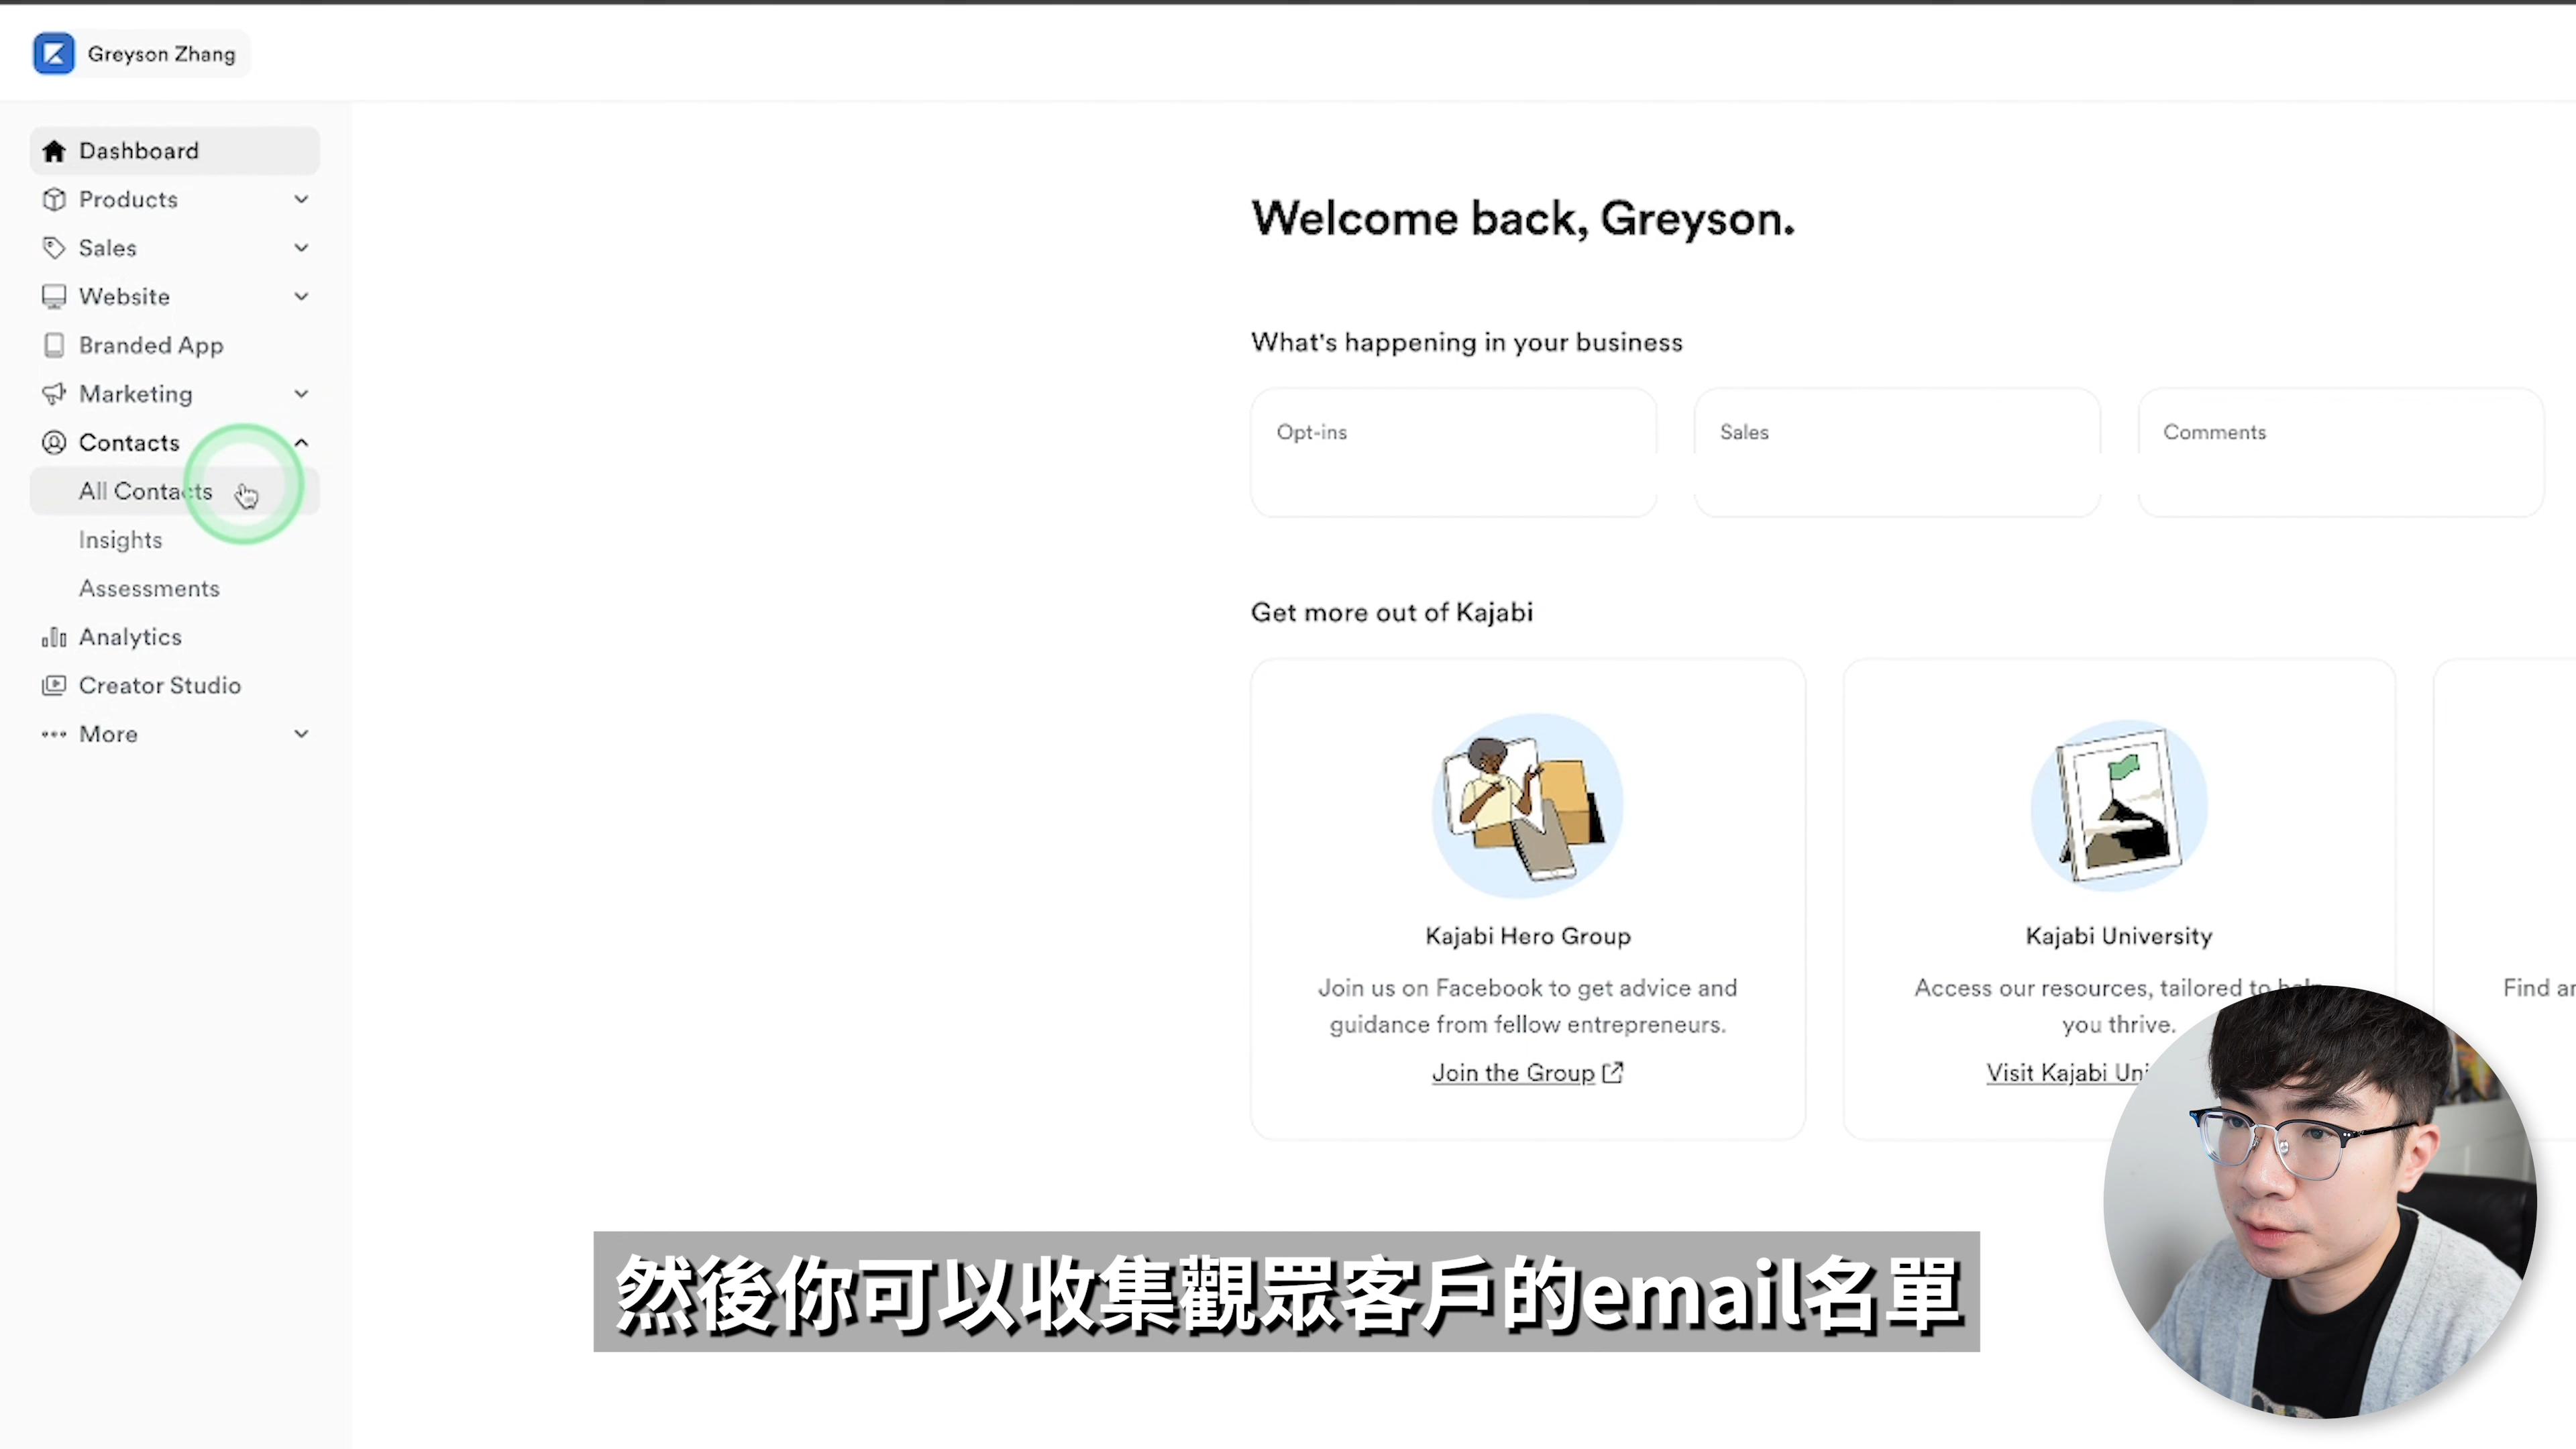 Greyson Zhang
Dashboard
Products
Sales
Website
Branded App
Marketing
Contacts
All Contacts
Insights
Assessments
Analytics
Creator Studio
More
Welcome back, Greyson.
What's happening in your business
Opt-ins
Sales
Comments
Get more out of Kajabi
Kajabi Hero Group
Join us on Facebook to get advice and
guidance from fellow entrepreneurs.
Join the Group
Kajabi University
Access our resources, tailored to help
you thrive.
Visit Kajabi Uni
Find an
然後你可以收集觀眾客戶的email名單